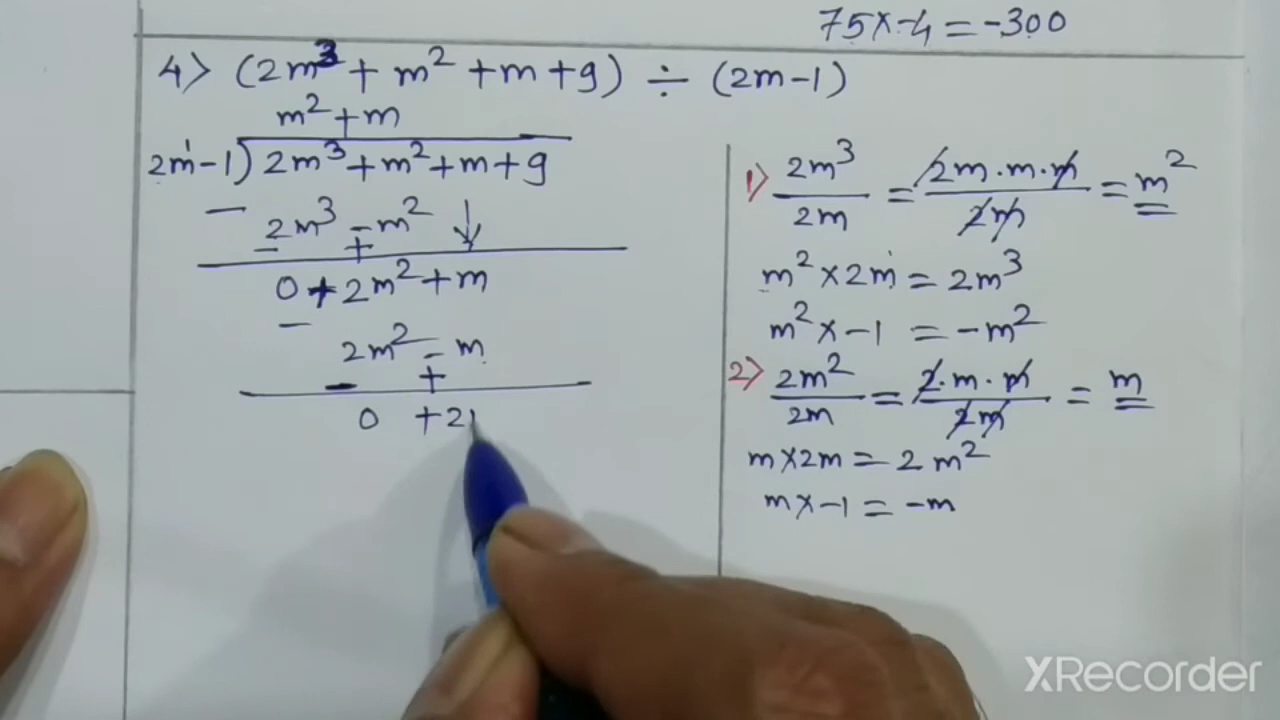 75×-4=-300
4> (2m³ + m² + m + 9) ÷ (2m-1)
m² + m
2m-1) 2m³ + m² + m + 9
- 2m³ - m²
- +
0 + 2m² + m
- 2m² - m
- +
0 + 2
1> 2m³/2m = 2m·m·m/2m = m²
m² × 2m = 2m³
m² × -1 = -m²
2> 2m²/2m = 2·m·m/2m = m
m × 2m = 2m²
m × -1 = -m
XRecorder